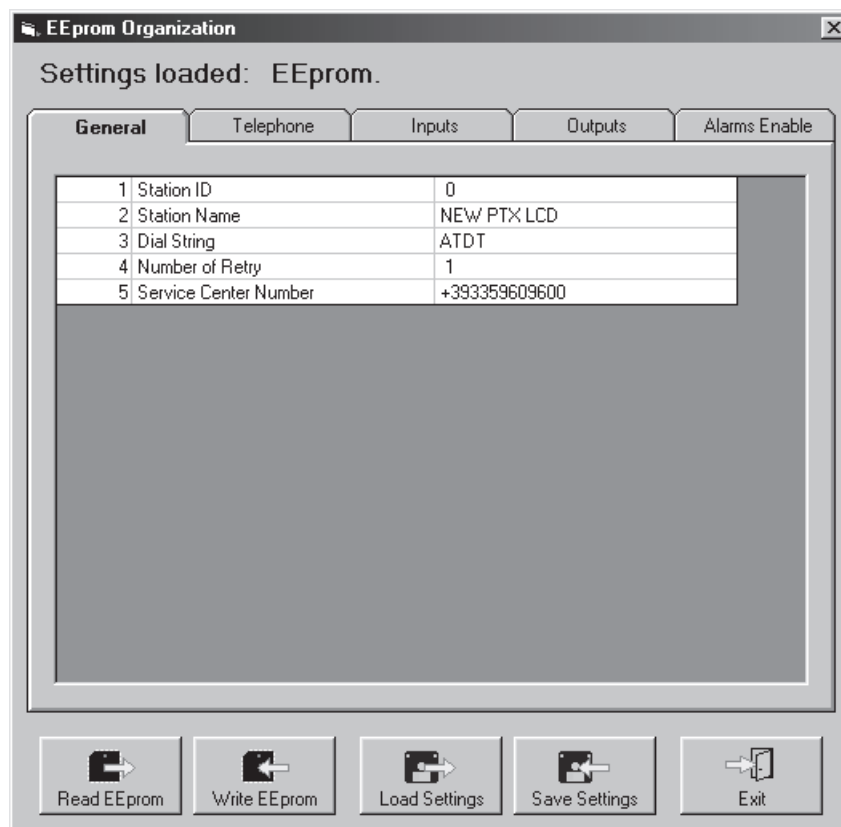 EEprom Organization
Settings loaded: EEprom.
General Telephone Inputs Outputs Alarms Enable
1 Station ID 0
2 Station Name NEW PTX LCD
3 Dial String ATDT
4 Number of Retry 1
5 Service Center Number +393359609600
Read EEprom Write EEprom Load Settings Save Settings Exit